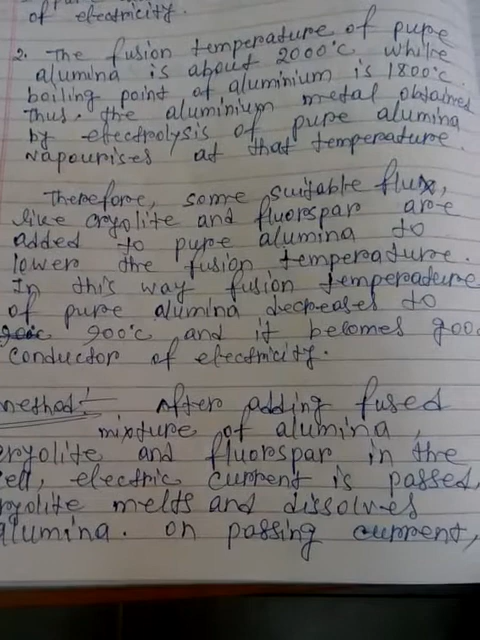 of electricity.
2. The fusion temperature of pure
alumina is about 2000°C while
boiling point of aluminium is 1800°C.
Thus, the aluminium metal obtained
by electrolysis of pure alumina
vapourises at that temperature.
Therefore, some suitable flux,
like cryolite and fluorspar are
added to pure alumina to
lower the fusion temperature.
In this way fusion temperature
of pure alumina decreases to
900°C and it becomes good
conductor of electricity.
method:- After adding fused
mixture of alumina,
cryolite and fluorspar in the
cell, electric current is passed,
cryolite melts and dissolves
alumina. On passing current,